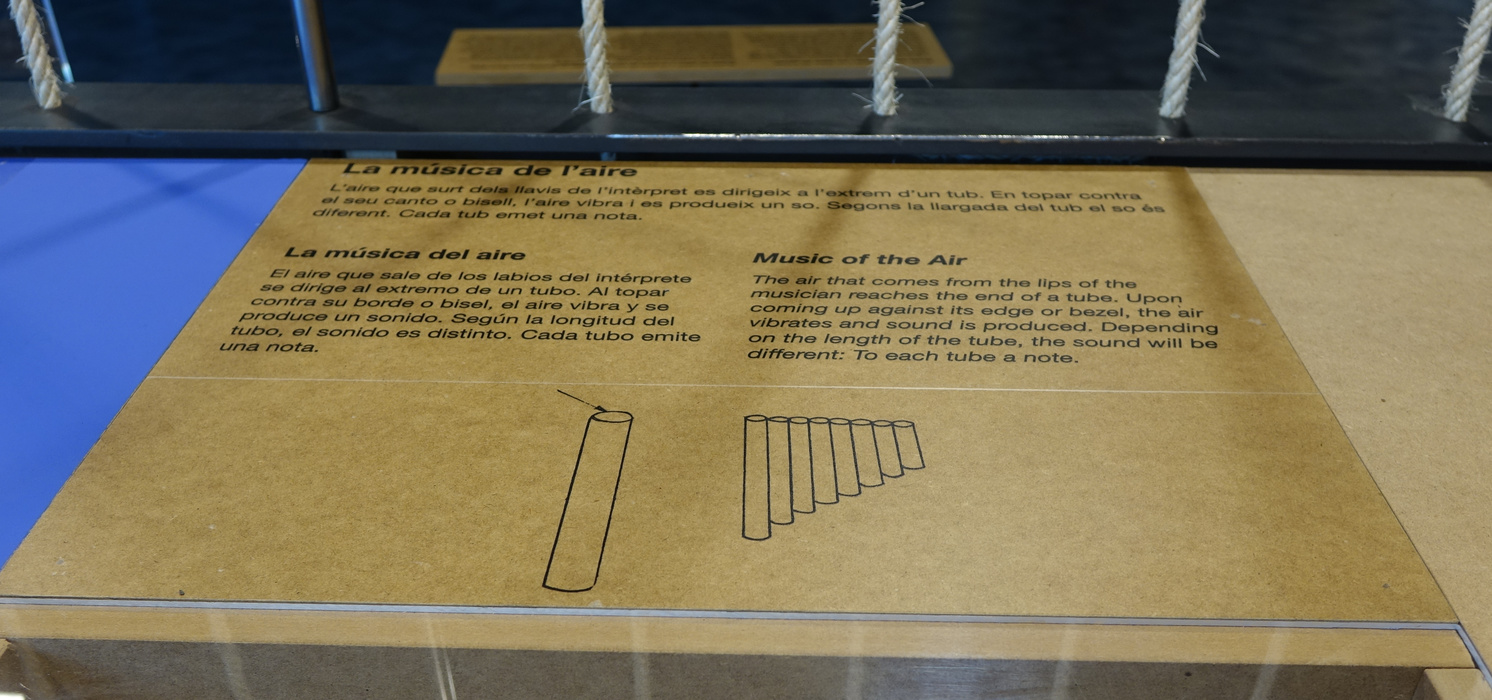 La música de l'aire
L'aire que surt dels llavis de l'intèrpret es dirigeix a l'extrem d'un tub. En topar contra
el seu canto o bisell, l'aire vibra i es produeix un so. Segons la llargada del tub el so és
diferent. Cada tub emet una nota.
La música del aire
El aire que sale de los labios del intérprete
se dirige al extremo de un tubo. Al topar
contra su borde o bisel, el aire vibra y se
produce un sonido. Según la longitud del
tubo, el sonido es distinto. Cada tubo emite
una nota.
Music of the Air
The air that comes from the lips of the
musician reaches the end of a tube. Upon
coming up against its edge or bezel, the air
vibrates and sound is produced. Depending
on the length of the tube, the sound will be
different: To each tube a note.